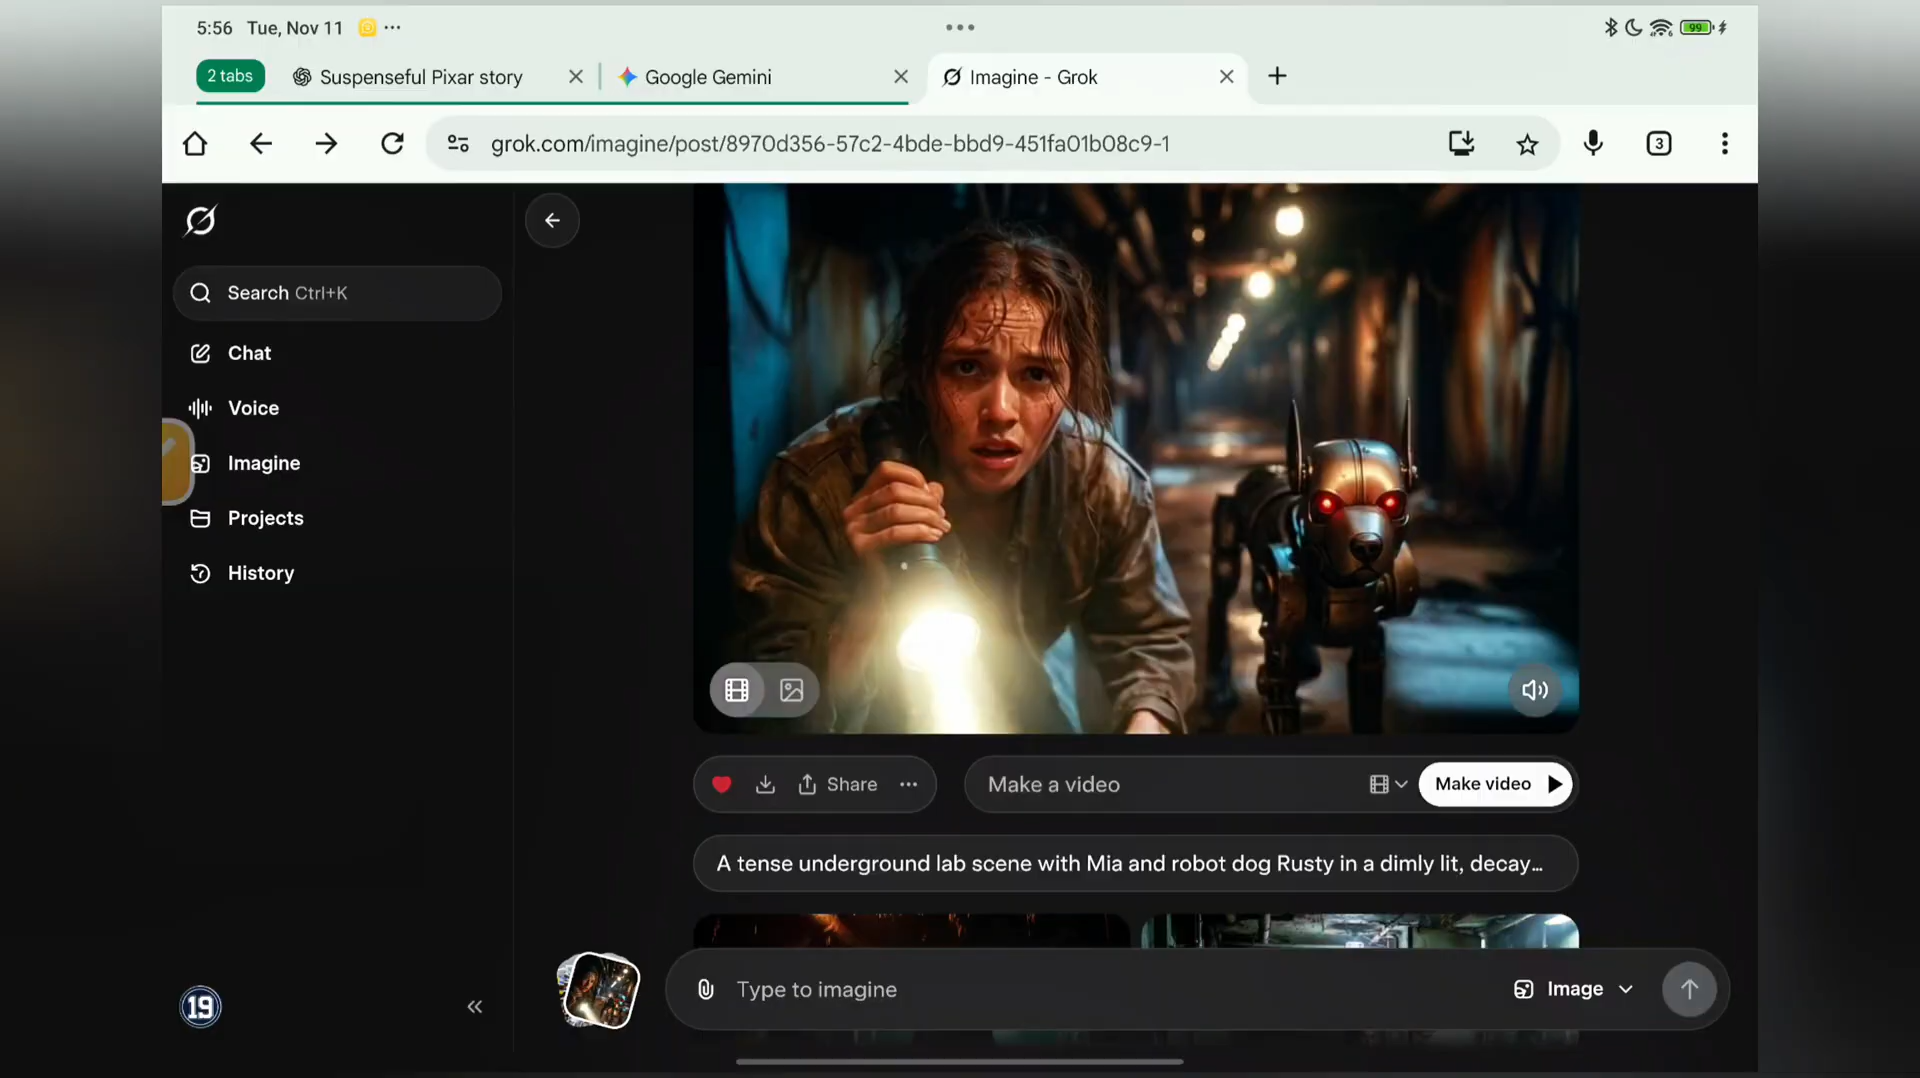 5:56 Tue, Nov 11
99
2 tabs
Suspenseful Pixar story
Google Gemini
Imagine - Grok
grok.com/imagine/post/8970d356-57c2-4bde-bbd9-451fa01b08c9-1
3
Search Ctrl+K
Chat
Voice
Imagine
Projects
History
Share
Make a video
Make video
A tense underground lab scene with Mia and robot dog Rusty in a dimly lit, decay...
Type to imagine
Image
19